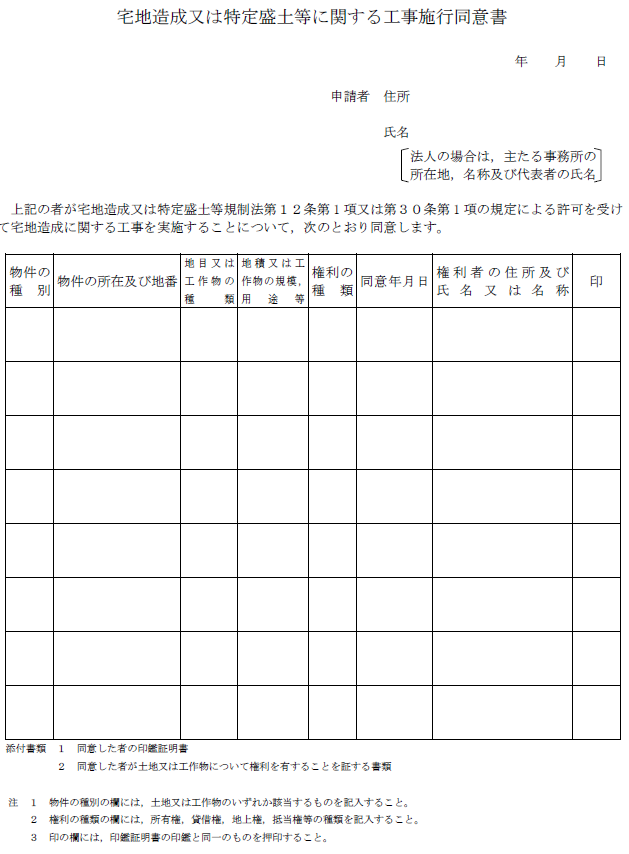 宅地造成又は特定盛土等に関する工事施行同意書
年　　月　　日
申請者　住所
氏名
法人の場合は，主たる事務所の
所在地，名称及び代表者の氏名
上記の者が宅地造成又は特定盛土等規制法第１２条第１項又は第３０条第１項の規定による許可を受け
て宅地造成に関する工事を実施することについて，次のとおり同意します。
物件の種別　物件の所在及び地番　地目又は工作物の種類　地積又は工作物の規模，用途等　権利の種類　同意年月日　権利者の住所及び氏名又は名称　印
添付書類　１　同意した者の印鑑証明書
２　同意した者が土地又は工作物について権利を有することを証する書類
注　１　物件の種別の欄には，土地又は工作物のいずれか該当するものを記入すること。
２　権利の種類の欄には，所有権，貸借権，地上権，抵当権等の種類を記入すること。
３　印の欄には，印鑑証明書の印鑑と同一のものを押印すること。